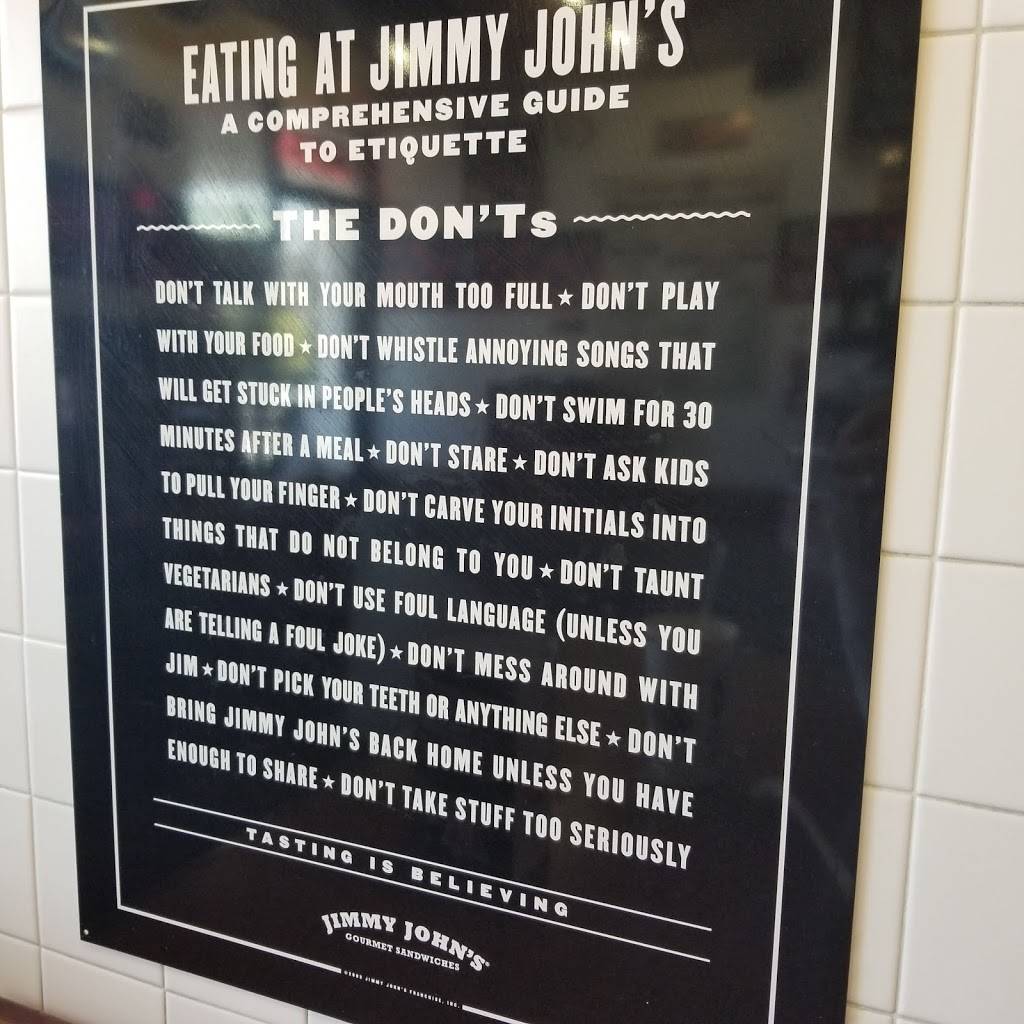 EATING AT JIMMY JOHN'S
A COMPREHENSIVE GUIDE
TO ETIQUETTE
THE DON'Ts
DON'T TALK WITH YOUR MOUTH TOO FULL ★ DON'T PLAY
WITH YOUR FOOD ★ DON'T WHISTLE ANNOYING SONGS THAT
WILL GET STUCK IN PEOPLE'S HEADS ★ DON'T SWIM FOR 30
MINUTES AFTER A MEAL ★ DON'T STARE ★ DON'T ASK KIDS
TO PULL YOUR FINGER ★ DON'T CARVE YOUR INITIALS INTO
THINGS THAT DO NOT BELONG TO YOU ★ DON'T TAUNT
VEGETARIANS ★ DON'T USE FOUL LANGUAGE (UNLESS YOU
ARE TELLING A FOUL JOKE) ★ DON'T MESS AROUND WITH
JIM ★ DON'T PICK YOUR TEETH OR ANYTHING ELSE ★ DON'T
BRING JIMMY JOHN'S BACK HOME UNLESS YOU HAVE
ENOUGH TO SHARE ★ DON'T TAKE STUFF TOO SERIOUSLY
TASTING IS BELIEVING
JIMMY JOHN'S®
GOURMET SANDWICHES
JIMMY JOHN'S FRANCHISE, INC.